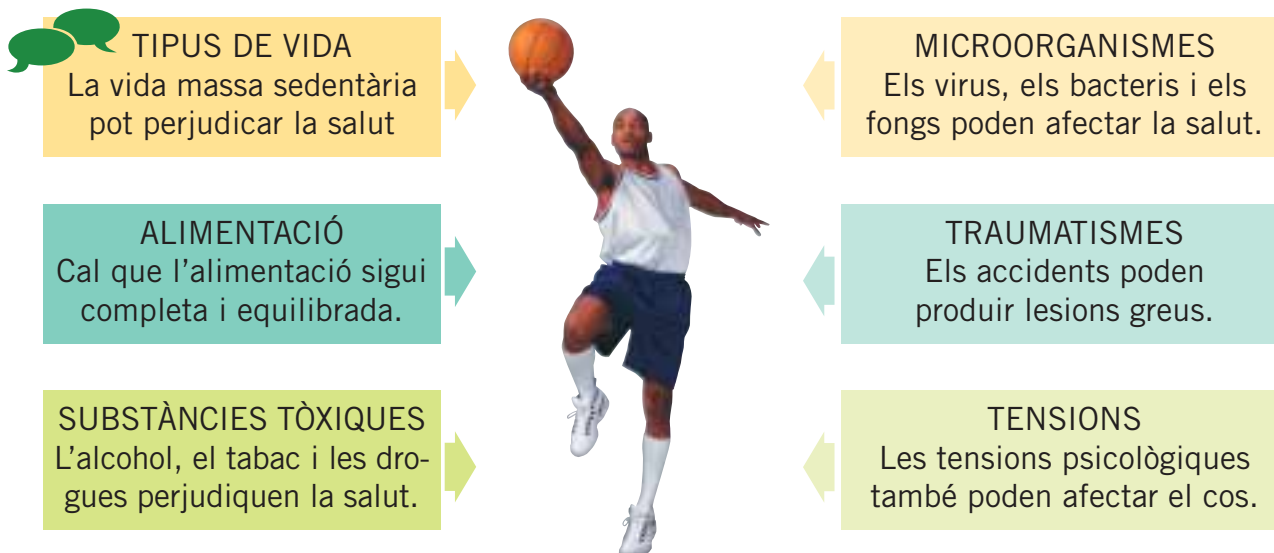 TIPUS DE VIDA
La vida massa sedentària
pot perjudicar la salut
ALIMENTACIÓ
Cal que l’alimentació sigui
completa i equilibrada.
SUBSTÀNCIES TÒXIQUES
L’alcohol, el tabac i les dro-
gues perjudiquen la salut.
MICROORGANISMES
Els virus, els bacteris i els
fongs poden afectar la salut.
TRAUMATISMES
Els accidents poden
produir lesions greus.
TENSIONS
Les tensions psicològiques
també poden afectar el cos.